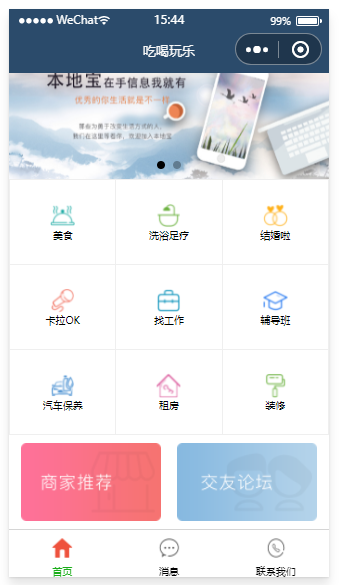 WeChat 15:44 99%
吃喝玩乐
本地宝在手信息我就有
优秀的你生活就是不一样
美食 洗浴足疗 结婚啦
卡拉OK 找工作 辅导班
汽车保养 租房 装修
商家推荐 交友论坛
首页 消息 联系我们